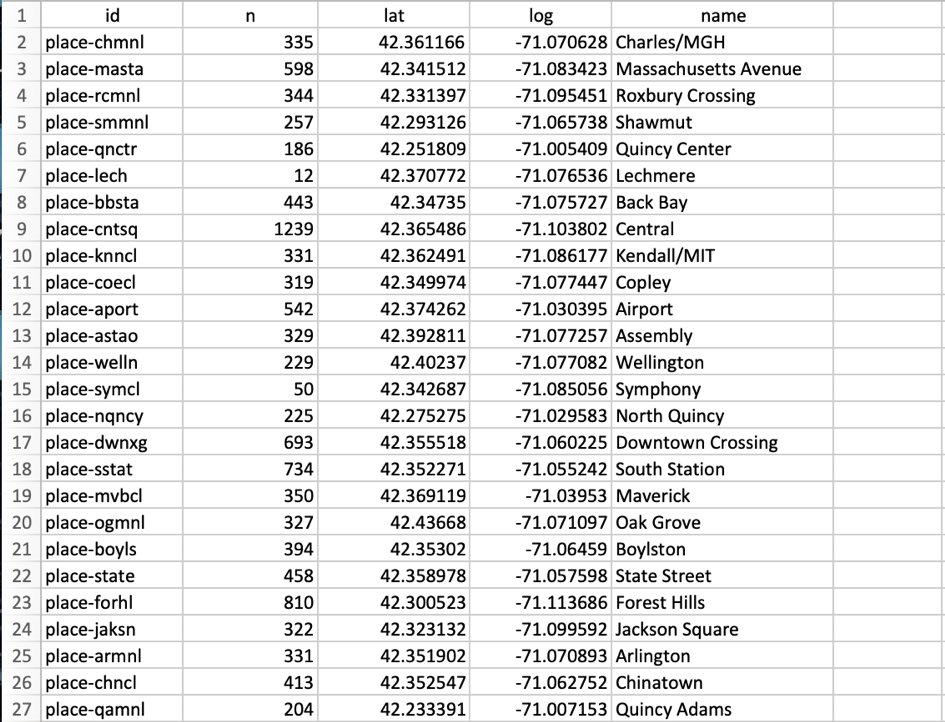 1 id n lat log name
2 place-chmnl 335 42.361166 -71.070628 Charles/MGH
3 place-masta 598 42.341512 -71.083423 Massachusetts Avenue
4 place-rcmnl 344 42.331397 -71.095451 Roxbury Crossing
5 place-smmnl 257 42.293126 -71.065738 Shawmut
6 place-qnctr 186 42.251809 -71.005409 Quincy Center
7 place-lech 12 42.370772 -71.076536 Lechmere
8 place-bbsta 443 42.34735 -71.075727 Back Bay
9 place-cntsq 1239 42.365486 -71.103802 Central
10 place-knncl 331 42.362491 -71.086177 Kendall/MIT
11 place-coecl 319 42.349974 -71.077447 Copley
12 place-aport 542 42.374262 -71.030395 Airport
13 place-astao 329 42.392811 -71.077257 Assembly
14 place-welln 229 42.40237 -71.077082 Wellington
15 place-symcl 50 42.342687 -71.085056 Symphony
16 place-nqncy 225 42.275275 -71.029583 North Quincy
17 place-dwnxg 693 42.355518 -71.060225 Downtown Crossing
18 place-sstat 734 42.352271 -71.055242 South Station
19 place-mvbcl 350 42.369119 -71.03953 Maverick
20 place-ogmnl 327 42.43668 -71.071097 Oak Grove
21 place-boyls 394 42.35302 -71.06459 Boylston
22 place-state 458 42.358978 -71.057598 State Street
23 place-forhl 810 42.300523 -71.113686 Forest Hills
24 place-jaksn 322 42.323132 -71.099592 Jackson Square
25 place-armnl 331 42.351902 -71.070893 Arlington
26 place-chncl 413 42.352547 -71.062752 Chinatown
27 place-qamnl 204 42.233391 -71.007153 Quincy Adams